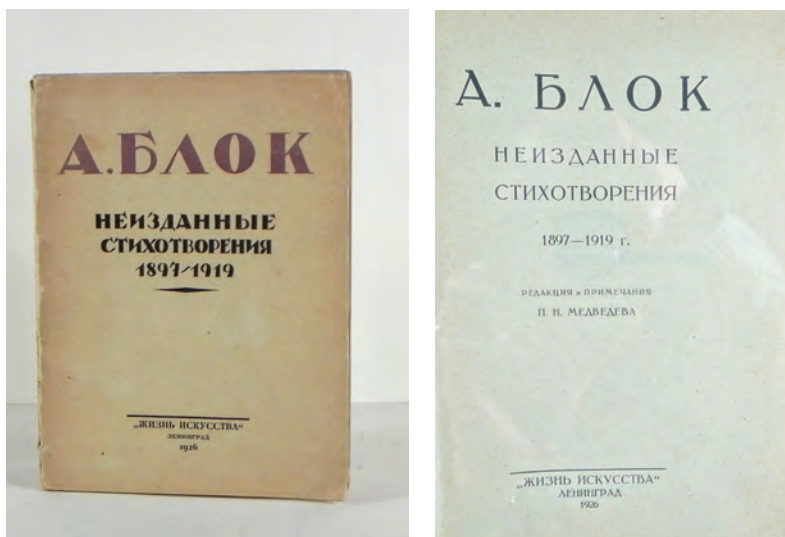 А. БЛОК
НЕИЗДАННЫЕ
СТИХОТВОРЕНИЯ
1897-1919
„ЖИЗНЬ ИСКУССТВА“
ЛЕНИНГРАД
1926
А. БЛОК
НЕИЗДАННЫЕ
СТИХОТВОРЕНИЯ
1897—1919 г.
РЕДАКЦИЯ и ПРИМЕЧАНИЯ
П. Н. МЕДВЕДЕВА
„ЖИЗНЬ ИСКУССТВА“
ЛЕНИНГРАД
1926